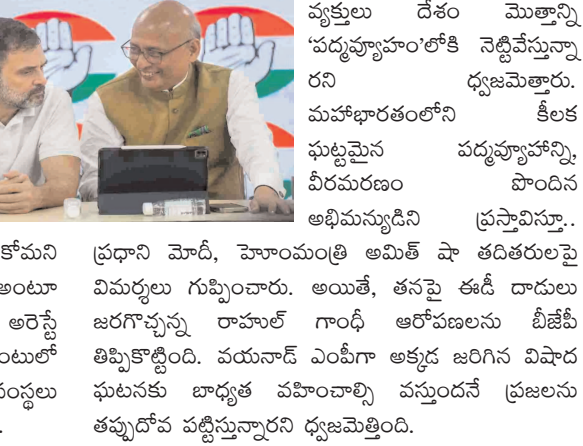 వ్యక్తులు దేశం మొత్తాన్ని
‘పద్మవ్యూహం’లోకి నెట్టివేస్తున్నా
రని ధ్వజమెత్తారు.
మహాభారతంలోని కీలక
ఘట్టమైన పద్మవ్యూహాన్ని,
వీరమరణం పొందిన
అభిమన్యుడిని ప్రస్తావిస్తూ..
ప్రధాని మోదీ, హెూంమంత్రి అమిత్ షా తదితరులపై
విమర్శలు గుప్పించారు. అయితే, తనపై ఈడీ దాడులు
జరగొచ్చన్న రాహుల్ గాంధీ ఆరోపణలను బీజేపీ
తిప్పికొట్టింది. వయనాడ్ ఎంపీగా అక్కడ జరిగిన విషాద
ఘటనకు బాధ్యత వహించాల్సి వస్తుందనే ప్రజలను
తప్పుదోవ పట్టిస్తున్నారని ధ్వజమెత్తింది.
కోమని
అంటూ
అరెస్టే
ంటులో
సంస్థలు
.